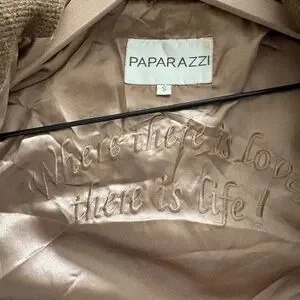 PAPARAZZI
S
Where there is love
there is life!